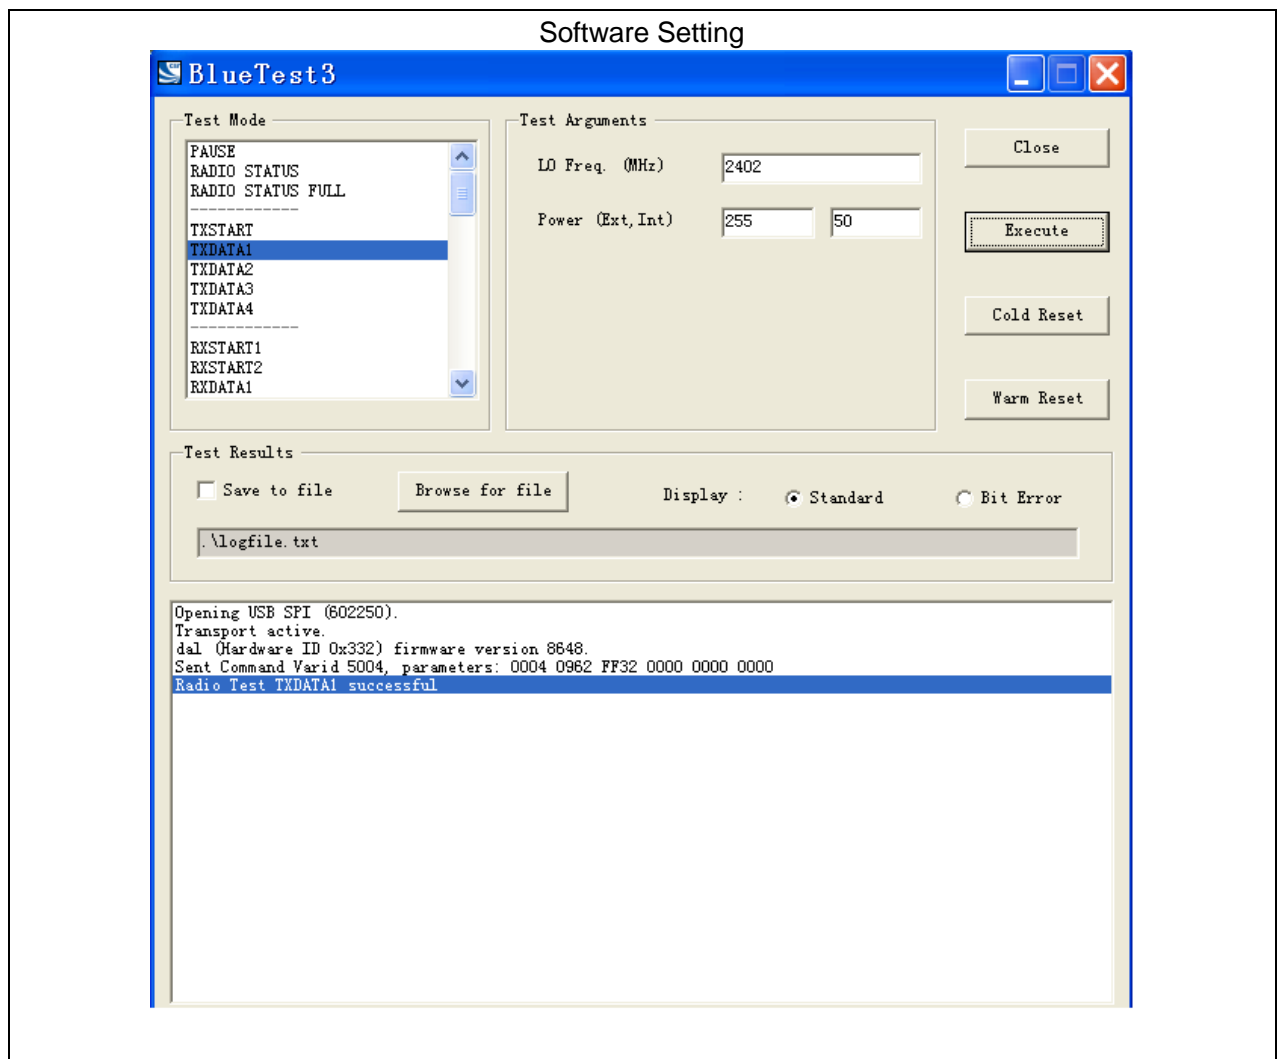 Software Setting
BlueTest3
Test Mode
PAUSE
RADIO STATUS
RADIO STATUS FULL
------------
TXSTART
TXDATA1
TXDATA2
TXDATA3
TXDATA4
------------
RXSTART1
RXSTART2
RXDATA1
Test Arguments
LO Freq. (MHz) 2402
Power (Ext, Int) 255 50
Close
Execute
Cold Reset
Warm Reset
Test Results
Save to file Browse for file Display : Standard Bit Error
.\logfile.txt
Opening USB SPI (602250).
Transport active.
dal (Hardware ID 0x332) firmware version 8648.
Sent Command Varid 5004, parameters: 0004 0962 FF32 0000 0000 0000
Radio Test TXDATA1 successful